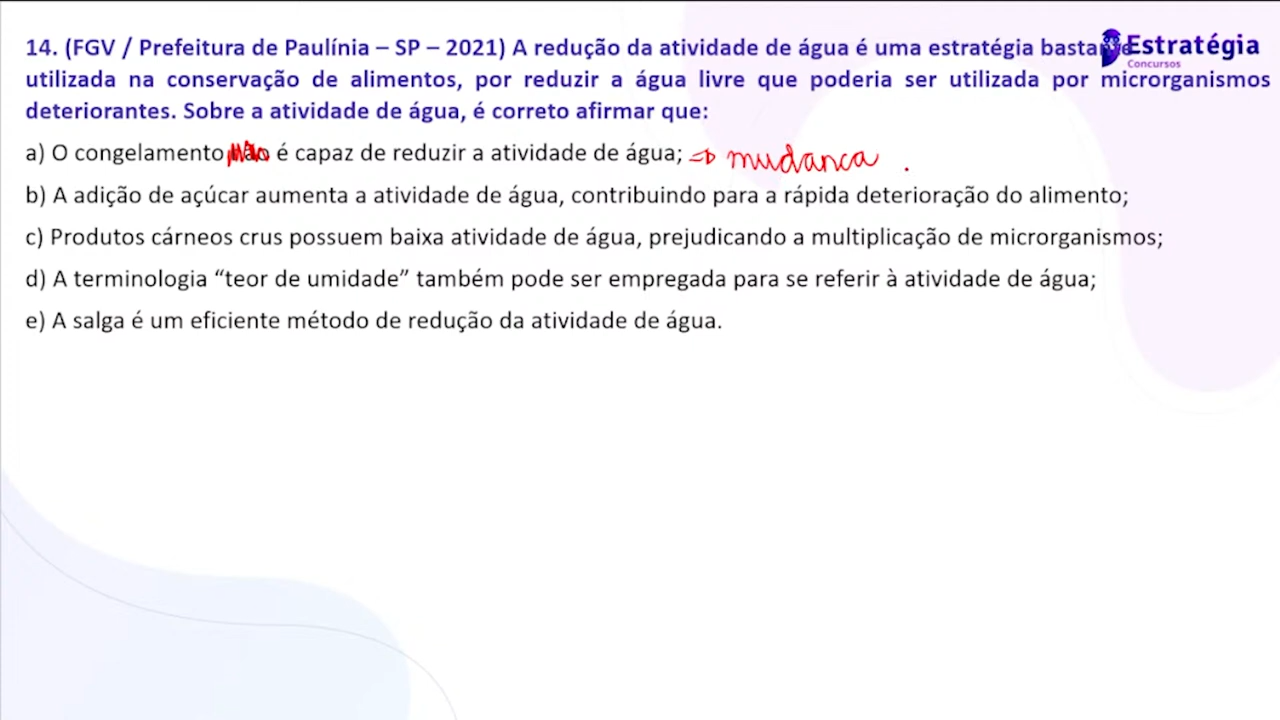 14. (FGV / Prefeitura de Paulínia – SP – 2021) A redução da atividade de água é uma estratégia
Estratégia
Concursos
utilizada na conservação de alimentos, por reduzir a água livre que poderia ser utilizada por microrganismos
deteriorantes. Sobre a atividade de água, é correto afirmar que:
a) O congelamento não é capaz de reduzir a atividade de água; => mudanca .
b) A adição de açúcar aumenta a atividade de água, contribuindo para a rápida deterioração do alimento;
c) Produtos cárneos crus possuem baixa atividade de água, prejudicando a multiplicação de microrganismos;
d) A terminologia “teor de umidade” também pode ser empregada para se referir à atividade de água;
e) A salga é um eficiente método de redução da atividade de água.